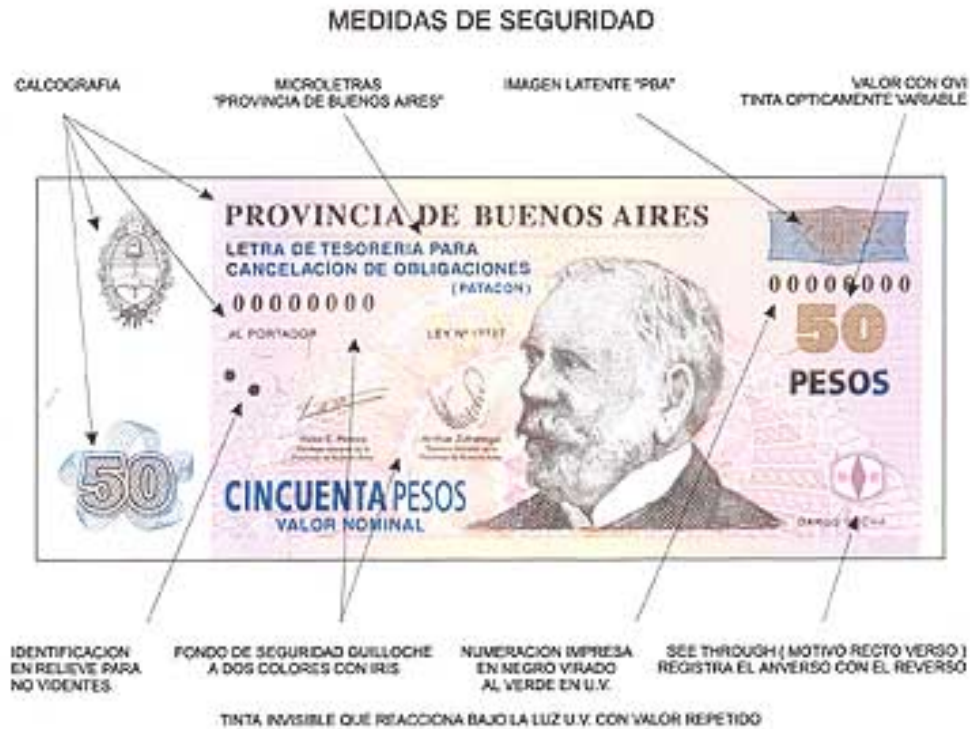 MEDIDAS DE SEGURIDAD
CALCOGRAFIA
MICROLETRAS
"PROVINCIA DE BUENOS AIRES"
IMAGEN LATENTE "PBA"
VALOR CON OVI
TINTA OPTICAMENTE VARIABLE
PROVINCIA DE BUENOS AIRES
LETRA DE TESORERIA PARA
CANCELACION DE OBLIGACIONES
(PATACON)
00000000
00000000
AL PORTADOR
LEY Nº
50
PESOS
50
CINCUENTA PESOS
VALOR NOMINAL
DARDO ROCHA
IDENTIFICACION
EN RELIEVE PARA
NO VIDENTES
FONDO DE SEGURIDAD GUILLOCHE
A DOS COLORES CON IRIS
NUMERACION IMPRESA
EN NEGRO VIRADO
AL VERDE EN U.V.
SEE THROUGH ( MOTIVO RECTO VERSO )
REGISTRA EL ANVERSO CON EL REVERSO
TINTA INVISIBLE QUE REACCIONA BAJO LA LUZ U.V. CON VALOR REPETIDO